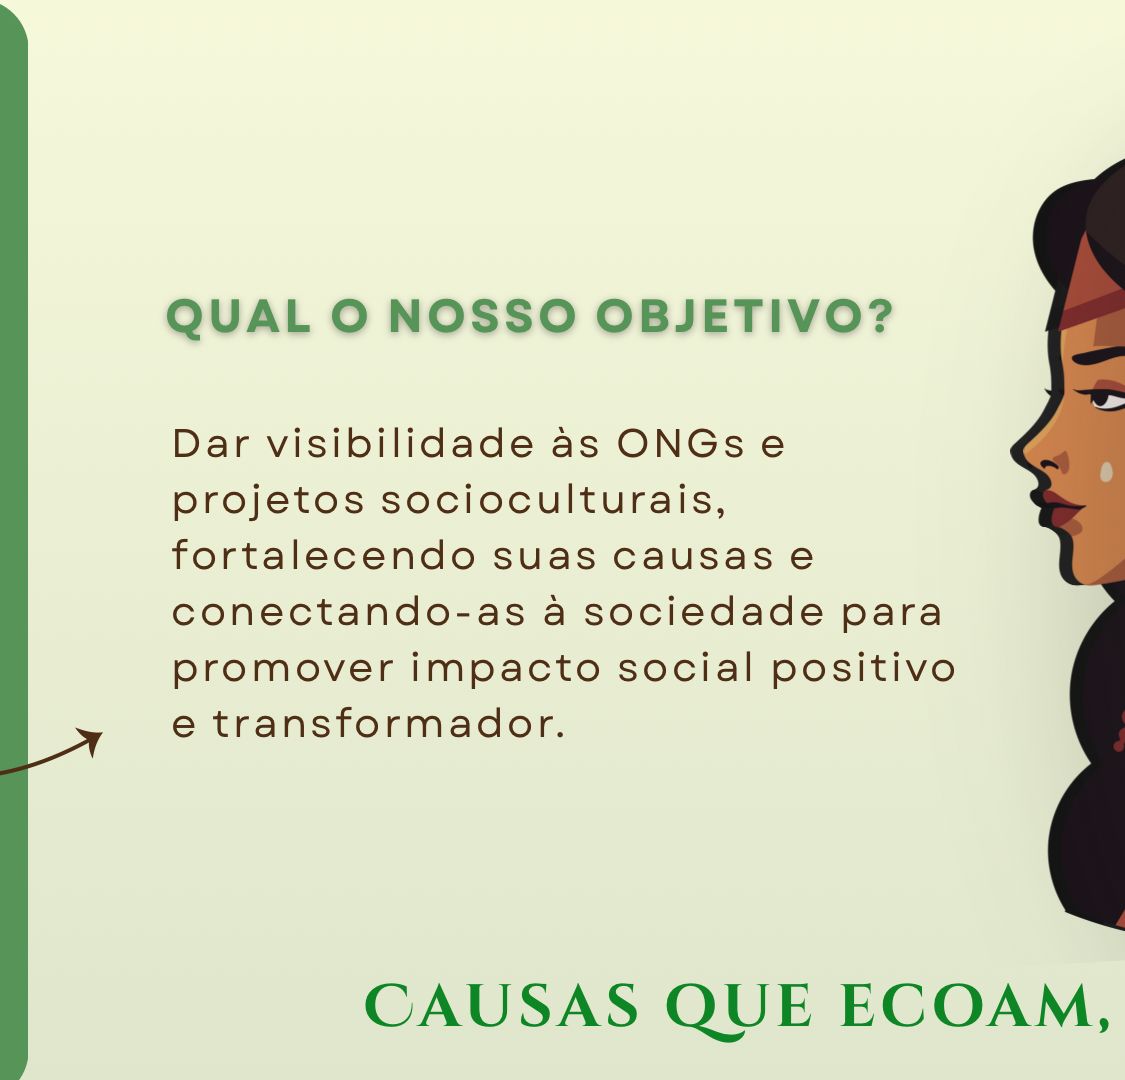 QUAL O NOSSO OBJETIVO?
Dar visibilidade às ONGs e
projetos socioculturais,
fortalecendo suas causas e
conectando-as à sociedade para
promover impacto social positivo
e transformador.
CAUSAS QUE ECOAM,